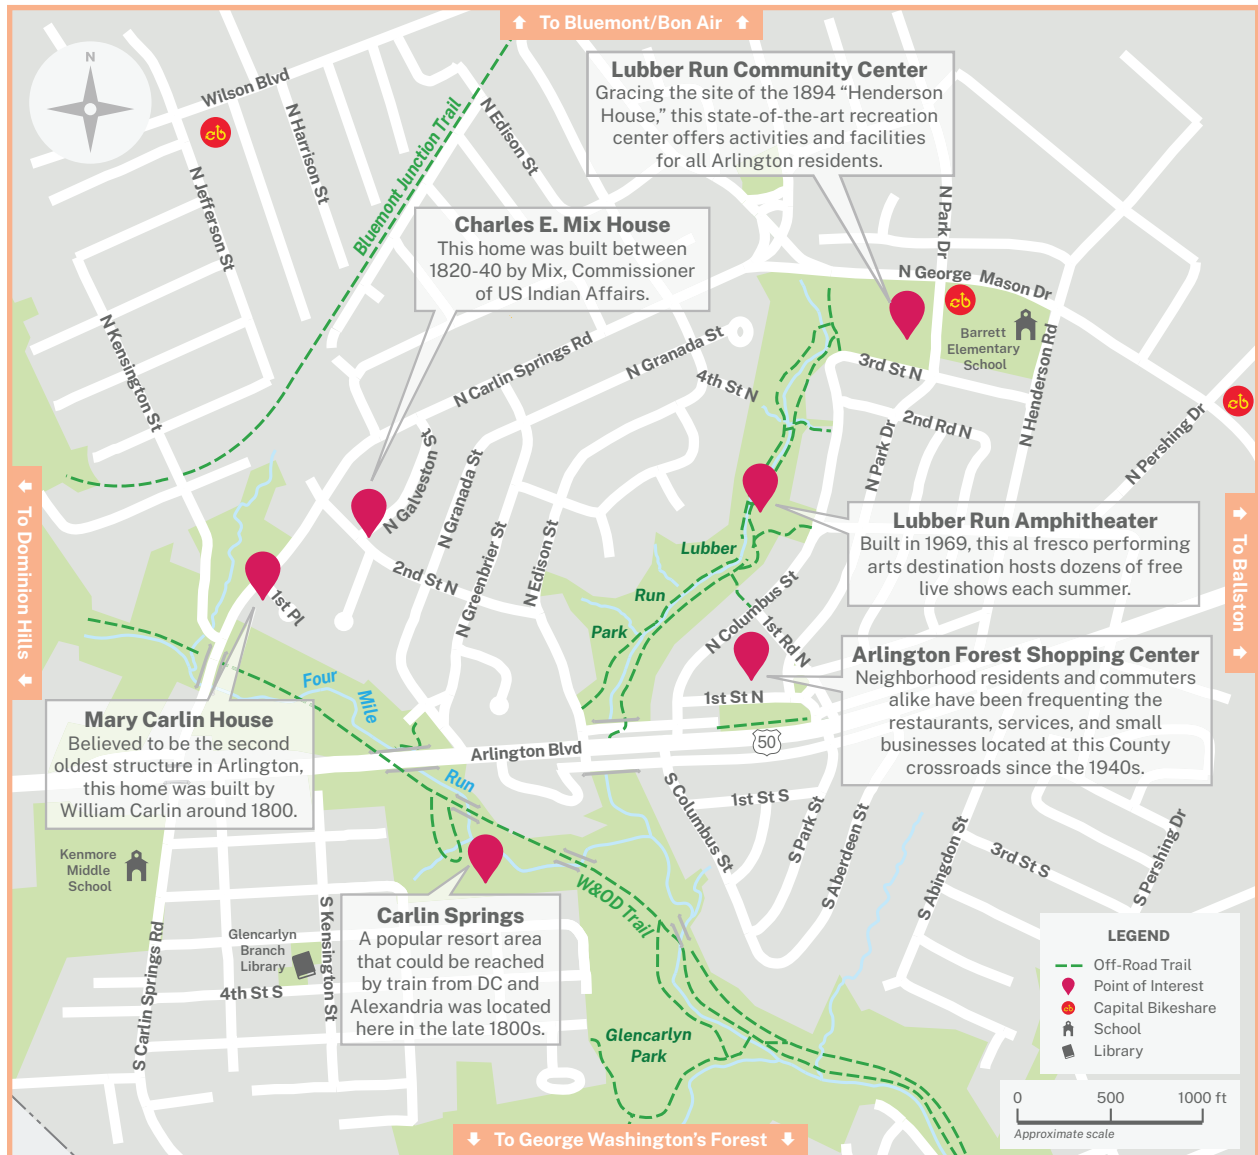 To Bluemont/Bon Air
N
Wilson Blvd
N Harrison St
N Jefferson St
Bluemont Junction Trail
N Edison St
Lubber Run Community Center
Gracing the site of the 1894 “Henderson
House,” this state-of-the-art recreation
center offers activities and facilities
for all Arlington residents.
Charles E. Mix House
This home was built between
1820-40 by Mix, Commissioner
of US Indian Affairs.
N Park Dr
N George Mason Dr
Barrett
Elementary
School
N Kensington St
N Carlin Springs Rd
N Granada St
4th St N
3rd St N
2nd Rd N
N Henderson Rd
N Pershing Dr
N Park Dr
N Galveston St
N Granada St
N Greenbrier St
N Edison St
2nd St N
1st Pl
To Dominion Hills
To Ballston
Lubber Run Amphitheater
Built in 1969, this al fresco performing
arts destination hosts dozens of free
live shows each summer.
Lubber
Run
Park
N Columbus St
1st Rd N
1st St N
Arlington Forest Shopping Center
Neighborhood residents and commuters
alike have been frequenting the
restaurants, services, and small
businesses located at this County
crossroads since the 1940s.
Four
Mile
Run
Mary Carlin House
Believed to be the second
oldest structure in Arlington,
this home was built by
William Carlin around 1800.
Arlington Blvd
50
S Columbus St
1st St S
S Park St
S Aberdeen St
S Abingdon St
3rd St S
S Pershing Dr
Kenmore
Middle
School
S Carlin Springs Rd
Glencarlyn
Branch
Library
4th St S
S Kensington St
W&OD Trail
Carlin Springs
A popular resort area
that could be reached
by train from DC and
Alexandria was located
here in the late 1800s.
Glencarlyn
Park
LEGEND
Off-Road Trail
Point of Interest
Capital Bikeshare
School
Library
0 500 1000 ft
Approximate scale
To George Washington’s Forest